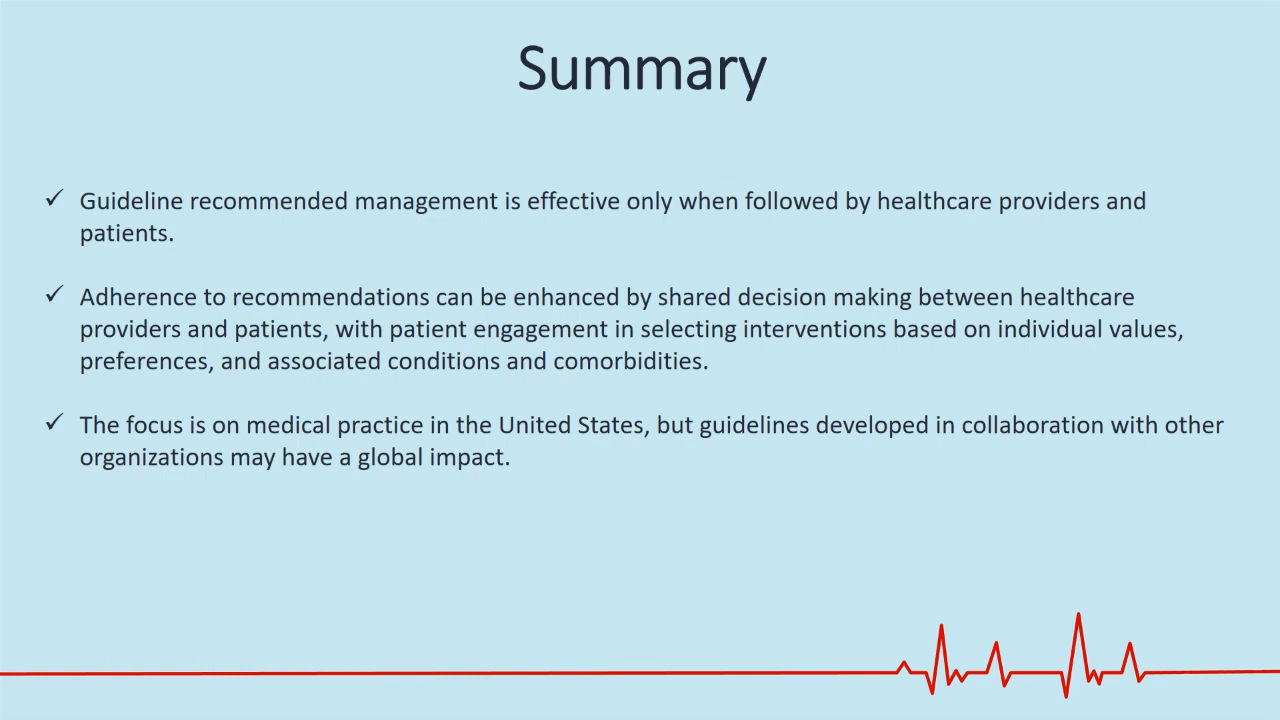 Summary
✓ Guideline recommended management is effective only when followed by healthcare providers and
patients.
✓ Adherence to recommendations can be enhanced by shared decision making between healthcare
providers and patients, with patient engagement in selecting interventions based on individual values,
preferences, and associated conditions and comorbidities.
✓ The focus is on medical practice in the United States, but guidelines developed in collaboration with other
organizations may have a global impact.